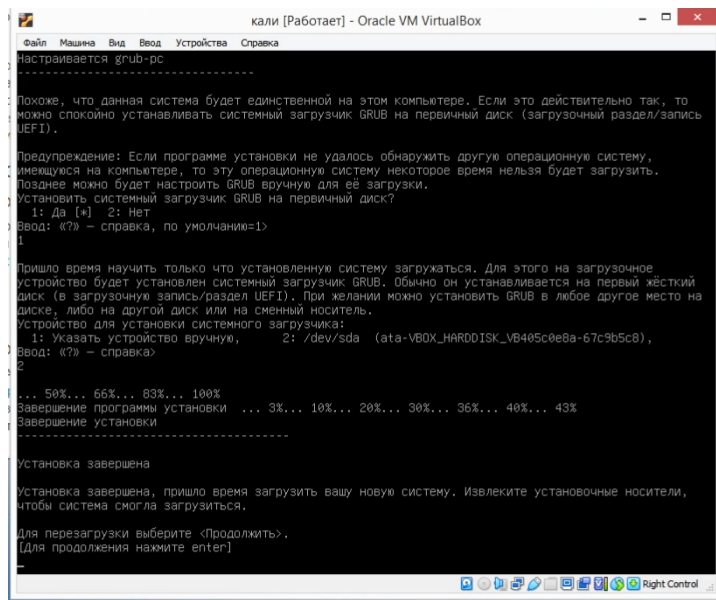 кали [Работает] - Oracle VM VirtualBox
Файл Машина Вид Ввод Устройства Справка
Настраивается grub-pc
----------------------------------
Похоже, что данная система будет единственной на этом компьютере. Если это действительно так, то
можно спокойно устанавливать системный загрузчик GRUB на первичный диск (загрузочный раздел/запись
UEFI).
Предупреждение: Если программе установки не удалось обнаружить другую операционную систему,
имеющуюся на компьютере, то эту операционную систему некоторое время нельзя будет загрузить.
Позднее можно будет настроить GRUB вручную для её загрузки.
Установить системный загрузчик GRUB на первичный диск?
1: Да [*] 2: Нет
Ввод: «?» – справка, по умолчанию=1>
1
Пришло время научить только что установленную систему загружаться. Для этого на загрузочное
устройство будет установлен системный загрузчик GRUB. Обычно он устанавливается на первый жёсткий
диск (в загрузочную запись/раздел UEFI). При желании можно установить GRUB в любое другое место на
диске, либо на другой диск или на сменный носитель.
Устройство для установки системного загрузчика:
1: Указать устройство вручную, 2: /dev/sda (ata-VBOX_HARDDISK_VB405c0e8a-67c9b5c8),
Ввод: «?» – справка>
2
... 50%... 66%... 83%... 100%
Завершение программы установки ... 3%... 10%... 20%... 30%... 36%... 40%... 43%
Завершение установки
---------------------------------------
Установка завершена
Установка завершена, пришло время загрузить вашу новую систему. Извлеките установочные носители,
чтобы система смогла загрузиться.
Для перезагрузки выберите <Продолжить>.
[Для продолжения нажмите enter]
Right Control